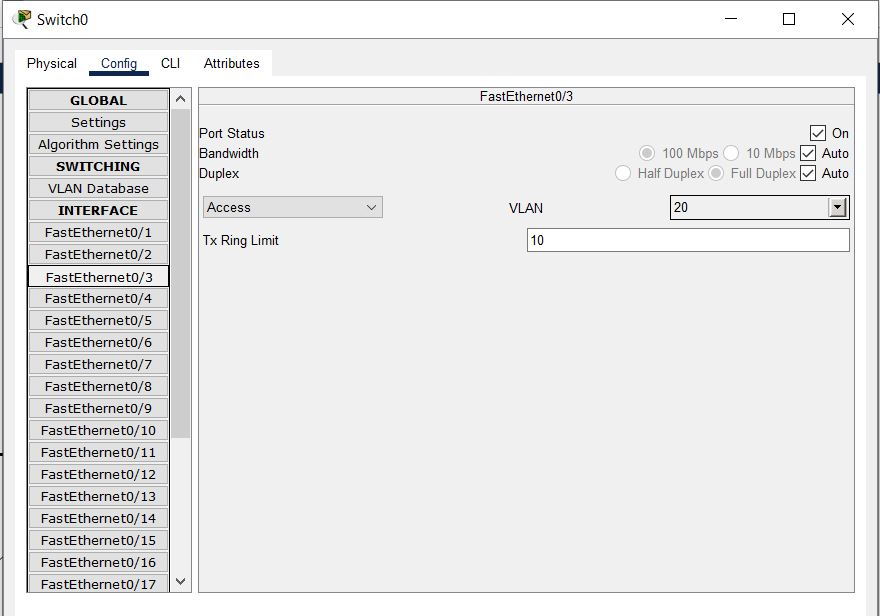 Switch0
Physical Config CLI Attributes
GLOBAL
Settings
Algorithm Settings
SWITCHING
VLAN Database
INTERFACE
FastEthernet0/1
FastEthernet0/2
FastEthernet0/3
FastEthernet0/4
FastEthernet0/5
FastEthernet0/6
FastEthernet0/7
FastEthernet0/8
FastEthernet0/9
FastEthernet0/10
FastEthernet0/11
FastEthernet0/12
FastEthernet0/13
FastEthernet0/14
FastEthernet0/15
FastEthernet0/16
FastEthernet0/17
FastEthernet0/3
Port Status On
Bandwidth 100 Mbps 10 Mbps Auto
Duplex Half Duplex Full Duplex Auto
Access VLAN 20
Tx Ring Limit 10